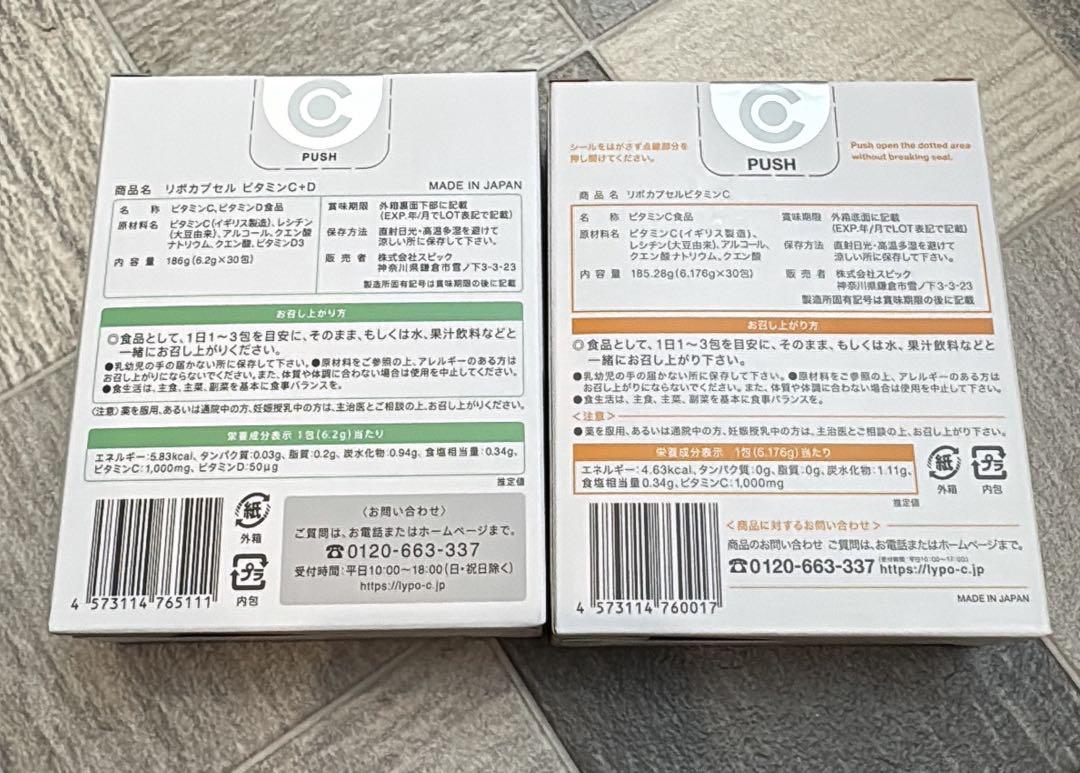 PUSH
商品名 リポカプセル ビタミンC+D
MADE IN JAPAN
名 称 ビタミンC、ビタミンD食品
原材料名 ビタミンC(イギリス製造)、レシチン
(大豆由来)、アルコール、クエン酸
ナトリウム、クエン酸、ビタミンD3
内 容 量 186g(6.2g×30包)
賞味期限 外箱裏面下部に記載
(EXP.年/月でLOT表記で記載)
保存方法 直射日光・高温多湿を避けて
涼しい所に保存して下さい。
販 売 者 株式会社スピック
神奈川県鎌倉市雪ノ下3-3-23
製造所固有記号は賞味期限の後に記載
お召し上がり方
◎食品として、1日1〜3包を目安に、そのまま、もしくは水、果汁飲料などと
一緒にお召し上がりください。
●乳幼児の手の届かない所に保存して下さい。●原材料をご参照の上、アレルギーのある方は
お召し上がりにならないでください。また、体質や体調に合わない場合は使用を中止してください。
●食生活は、主食、主菜、副菜を基本に食事バランスを。
〈注意〉薬を服用、あるいは通院中の方、妊娠授乳中の方は、主治医とご相談の上、お召し上がりください。
栄養成分表示 1包(6.2g)当たり
エネルギー:5.83kcal、タンパク質:0.03g、脂質:0.2g、炭水化物:0.94g、食塩相当量:0.34g、
ビタミンC:1,000mg、ビタミンD:50μg
推定値
紙
外箱
プラ
内包
〈お問い合わせ〉
ご質問は、お電話またはホームページまで。
☎0120-663-337
受付時間:平日10:00〜18:00(日・祝日除く)
https://lypo-c.jp
4 573114 765111
シールをはがさず点線部分を
押し開けてください。
PUSH
Push open the dotted area
without breaking seal.
商 品 名 リポカプセルビタミンC
名 称 ビタミンC食品
原材料名 ビタミンC(イギリス製造)、
レシチン(大豆由来)、アルコール、
クエン酸ナトリウム、クエン酸
内 容 量 185.28g(6.176g×30包)
賞味期限 外箱底面に記載
(EXP.年/月でLOT表記で記載)
保存方法 直射日光・高温多湿を避けて
涼しい所に保存して下さい。
販 売 者 株式会社スピック
神奈川県鎌倉市雪ノ下3-3-23
製造所固有記号は賞味期限の後に記載
お召し上がり方
◎食品として、1日1〜3包を目安に、そのまま、もしくは水、果汁飲料などと
一緒にお召し上がり下さい。
●乳幼児の手の届かない所に保存して下さい。●原材料をご参照の上、アレルギーのある方は
お召し上がりにならないで下さい。また、体質や体調に合わない場合は使用を中止して下さい。
●食生活は、主食、主菜、副菜を基本に食事バランスを。
<注意>
●薬を服用、あるいは通院中の方、妊娠授乳中の方は、主治医とご相談の上、お召し上がり下さい。
栄養成分表示 1包(6.176g)当たり
エネルギー:4.63kcal、タンパク質:0g、脂質:0g、炭水化物:1.11g、
食塩相当量0.34g、ビタミンC:1,000mg
推定値
紙
外箱
プラ
内包
<商品に対するお問い合わせ>
商品のお問い合わせ ご質問は、お電話またはホームページまで。
☎0120-663-337 (受付時間:平日10:00〜17:00) https://lypo-c.jp
4 573114 760017
MADE IN JAPAN